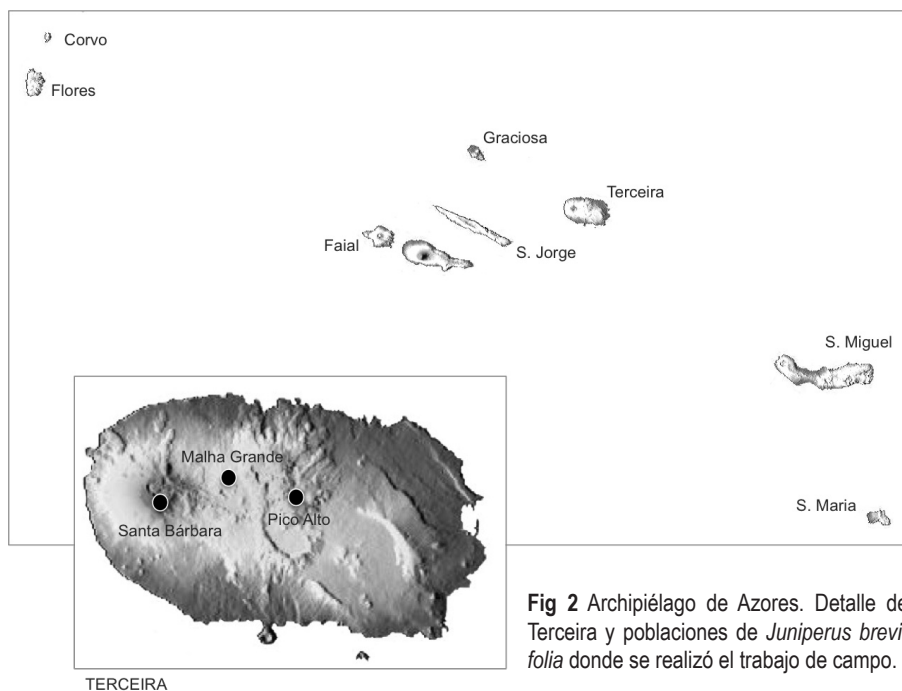 Corvo
Flores
Graciosa
Terceira
Faial
S. Jorge
S. Miguel
S. Maria
Malha Grande
Pico Alto
Santa Bárbara
TERCEIRA
Fig 2 Archipiélago de Azores. Detalle de
Terceira y poblaciones de Juniperus brevi
folia donde se realizó el trabajo de campo.